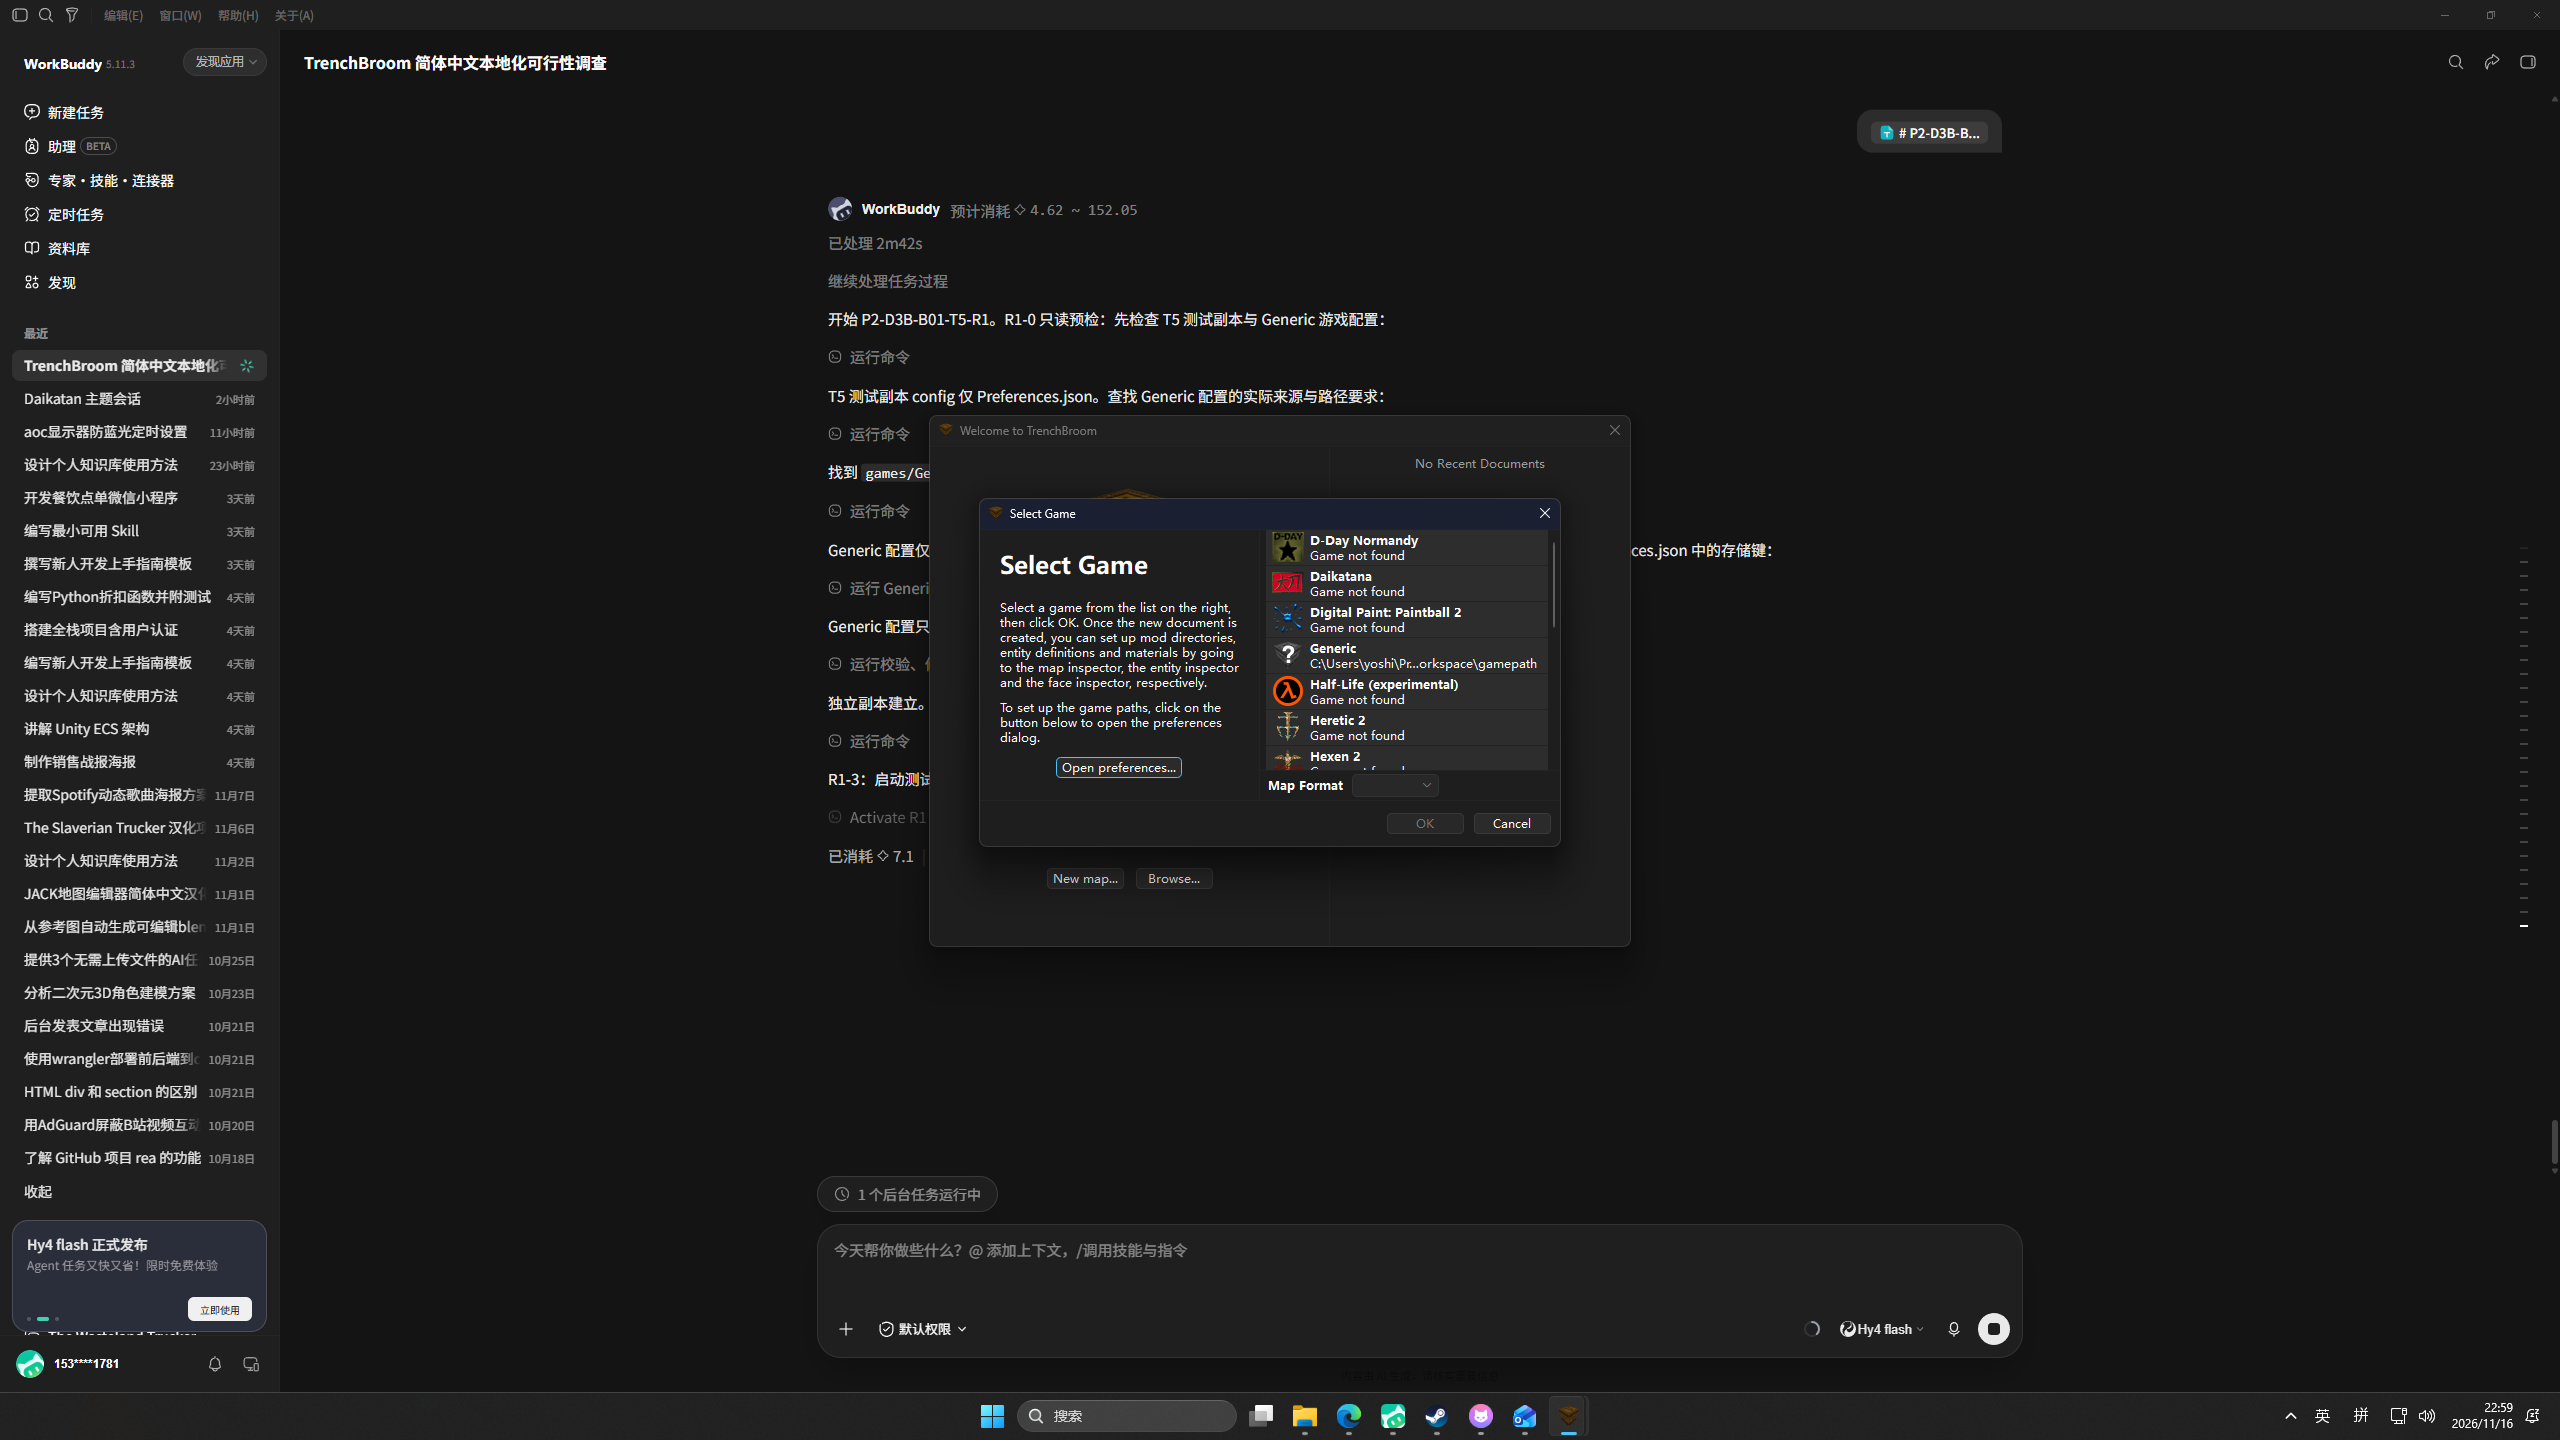 编辑(E) 窗口(W) 帮助(H) 关于(A)
WorkBuddy 5.11.3
发现应用
新建任务
助理 BETA
专家・技能・连接器
定时任务
资料库
发现
最近
TrenchBroom 简体中文本地化
Daikatan 主题会话 2小时前
aoc显示器防蓝光定时设置 11小时前
设计个人知识库使用方法 23小时前
开发餐饮点单微信小程序 3天前
编写最小可用 Skill 3天前
撰写新人开发上手指南模板 3天前
编写Python折扣函数并附测试 4天前
搭建全栈项目含用户认证 4天前
编写新人开发上手指南模板 4天前
设计个人知识库使用方法 4天前
讲解 Unity ECS 架构 4天前
制作销售战报海报 4天前
提取Spotify动态歌曲海报方案 11月7日
The Slaverian Trucker 汉化项 11月6日
设计个人知识库使用方法 11月2日
JACK地图编辑器简体中文汉化 11月1日
从参考图自动生成可编辑blen 11月1日
提供3个无需上传文件的AI任 10月25日
分析二次元3D角色建模方案 10月23日
后台发表文章出现错误 10月21日
使用wrangler部署前后端到c 10月21日
HTML div 和 section 的区别 10月21日
用AdGuard屏蔽B站视频互动 10月20日
了解 GitHub 项目 rea 的功能 10月18日
收起
Hy4 flash 正式发布
Agent 任务又快又省！限时免费体验
立即使用
153****1781
TrenchBroom 简体中文本地化可行性调查
# P2-D3B-B...
WorkBuddy 预计消耗 4.62 ~ 152.05
已处理 2m42s
继续处理任务过程
开始 P2-D3B-B01-T5-R1。R1-0 只读预检：先检查 T5 测试副本与 Generic 游戏配置：
运行命令
T5 测试副本 config 仅 Preferences.json。查找 Generic 配置的实际来源与路径要求：
运行命令
找到 games/Ge
运行命令
Generic 配置仅
ces.json 中的存储键：
运行 Generi
Generic 配置只
运行校验、
独立副本建立。
运行命令
R1-3：启动测试
Activate R1
已消耗 7.1
Welcome to TrenchBroom
No Recent Documents
New map... Browse...
Select Game
Select Game
Select a game from the list on the right,
then click OK. Once the new document is
created, you can set up mod directories,
entity definitions and materials by going
to the map inspector, the entity inspector
and the face inspector, respectively.
To set up the game paths, click on the
button below to open the preferences
dialog.
Open preferences...
D-DAY
D-Day Normandy
Game not found
大刀
Daikatana
Game not found
Digital Paint: Paintball 2
Game not found
Generic
C:\Users\yoshi\Pr...orkspace\gamepath
Half-Life (experimental)
Game not found
Heretic 2
Game not found
Hexen 2
Map Format
OK Cancel
1 个后台任务运行中
今天帮你做些什么？@ 添加上下文，/调用技能与指令
默认权限
Hy4 flash
搜索
英 拼
22:59
2026/11/16